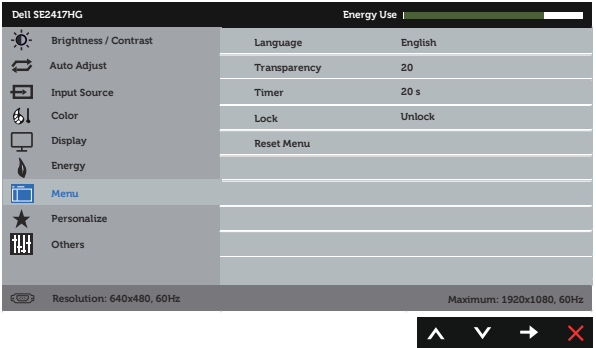 Dell SE2417HG Energy Use
Brightness / Contrast
Auto Adjust
Input Source
Color
Display
Energy
Menu
Personalize
Others
Language English
Transparency 20
Timer 20 s
Lock Unlock
Reset Menu
Resolution: 640x480, 60Hz Maximum: 1920x1080, 60Hz